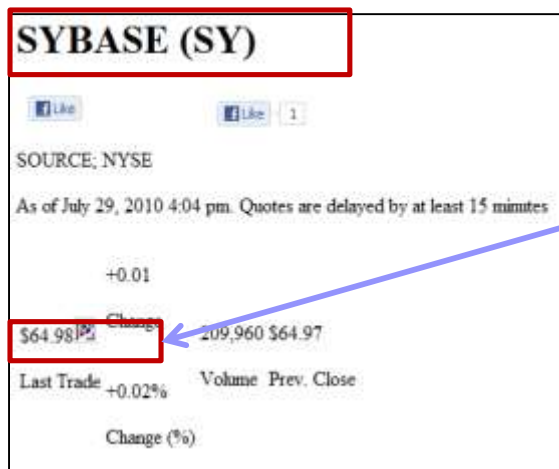 SYBASE (SY)
Like Like 1
SOURCE; NYSE
As of July 29, 2010 4:04 pm. Quotes are delayed by at least 15 minutes
+0.01
Change
$64.98 209,960 $64.97
Last Trade +0.02% Volume Prev. Close
Change (%)